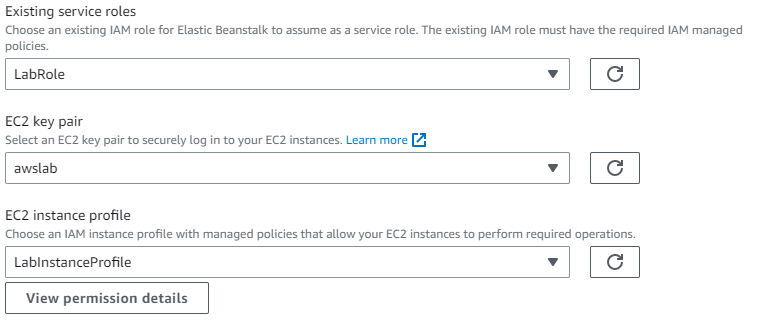 Existing service roles
Choose an existing IAM role for Elastic Beanstalk to assume as a service role. The existing IAM role must have the required IAM managed
policies.
LabRole
EC2 key pair
Select an EC2 key pair to securely log in to your EC2 instances. Learn more
awslab
EC2 instance profile
Choose an IAM instance profile with managed policies that allow your EC2 instances to perform required operations.
LabInstanceProfile
View permission details